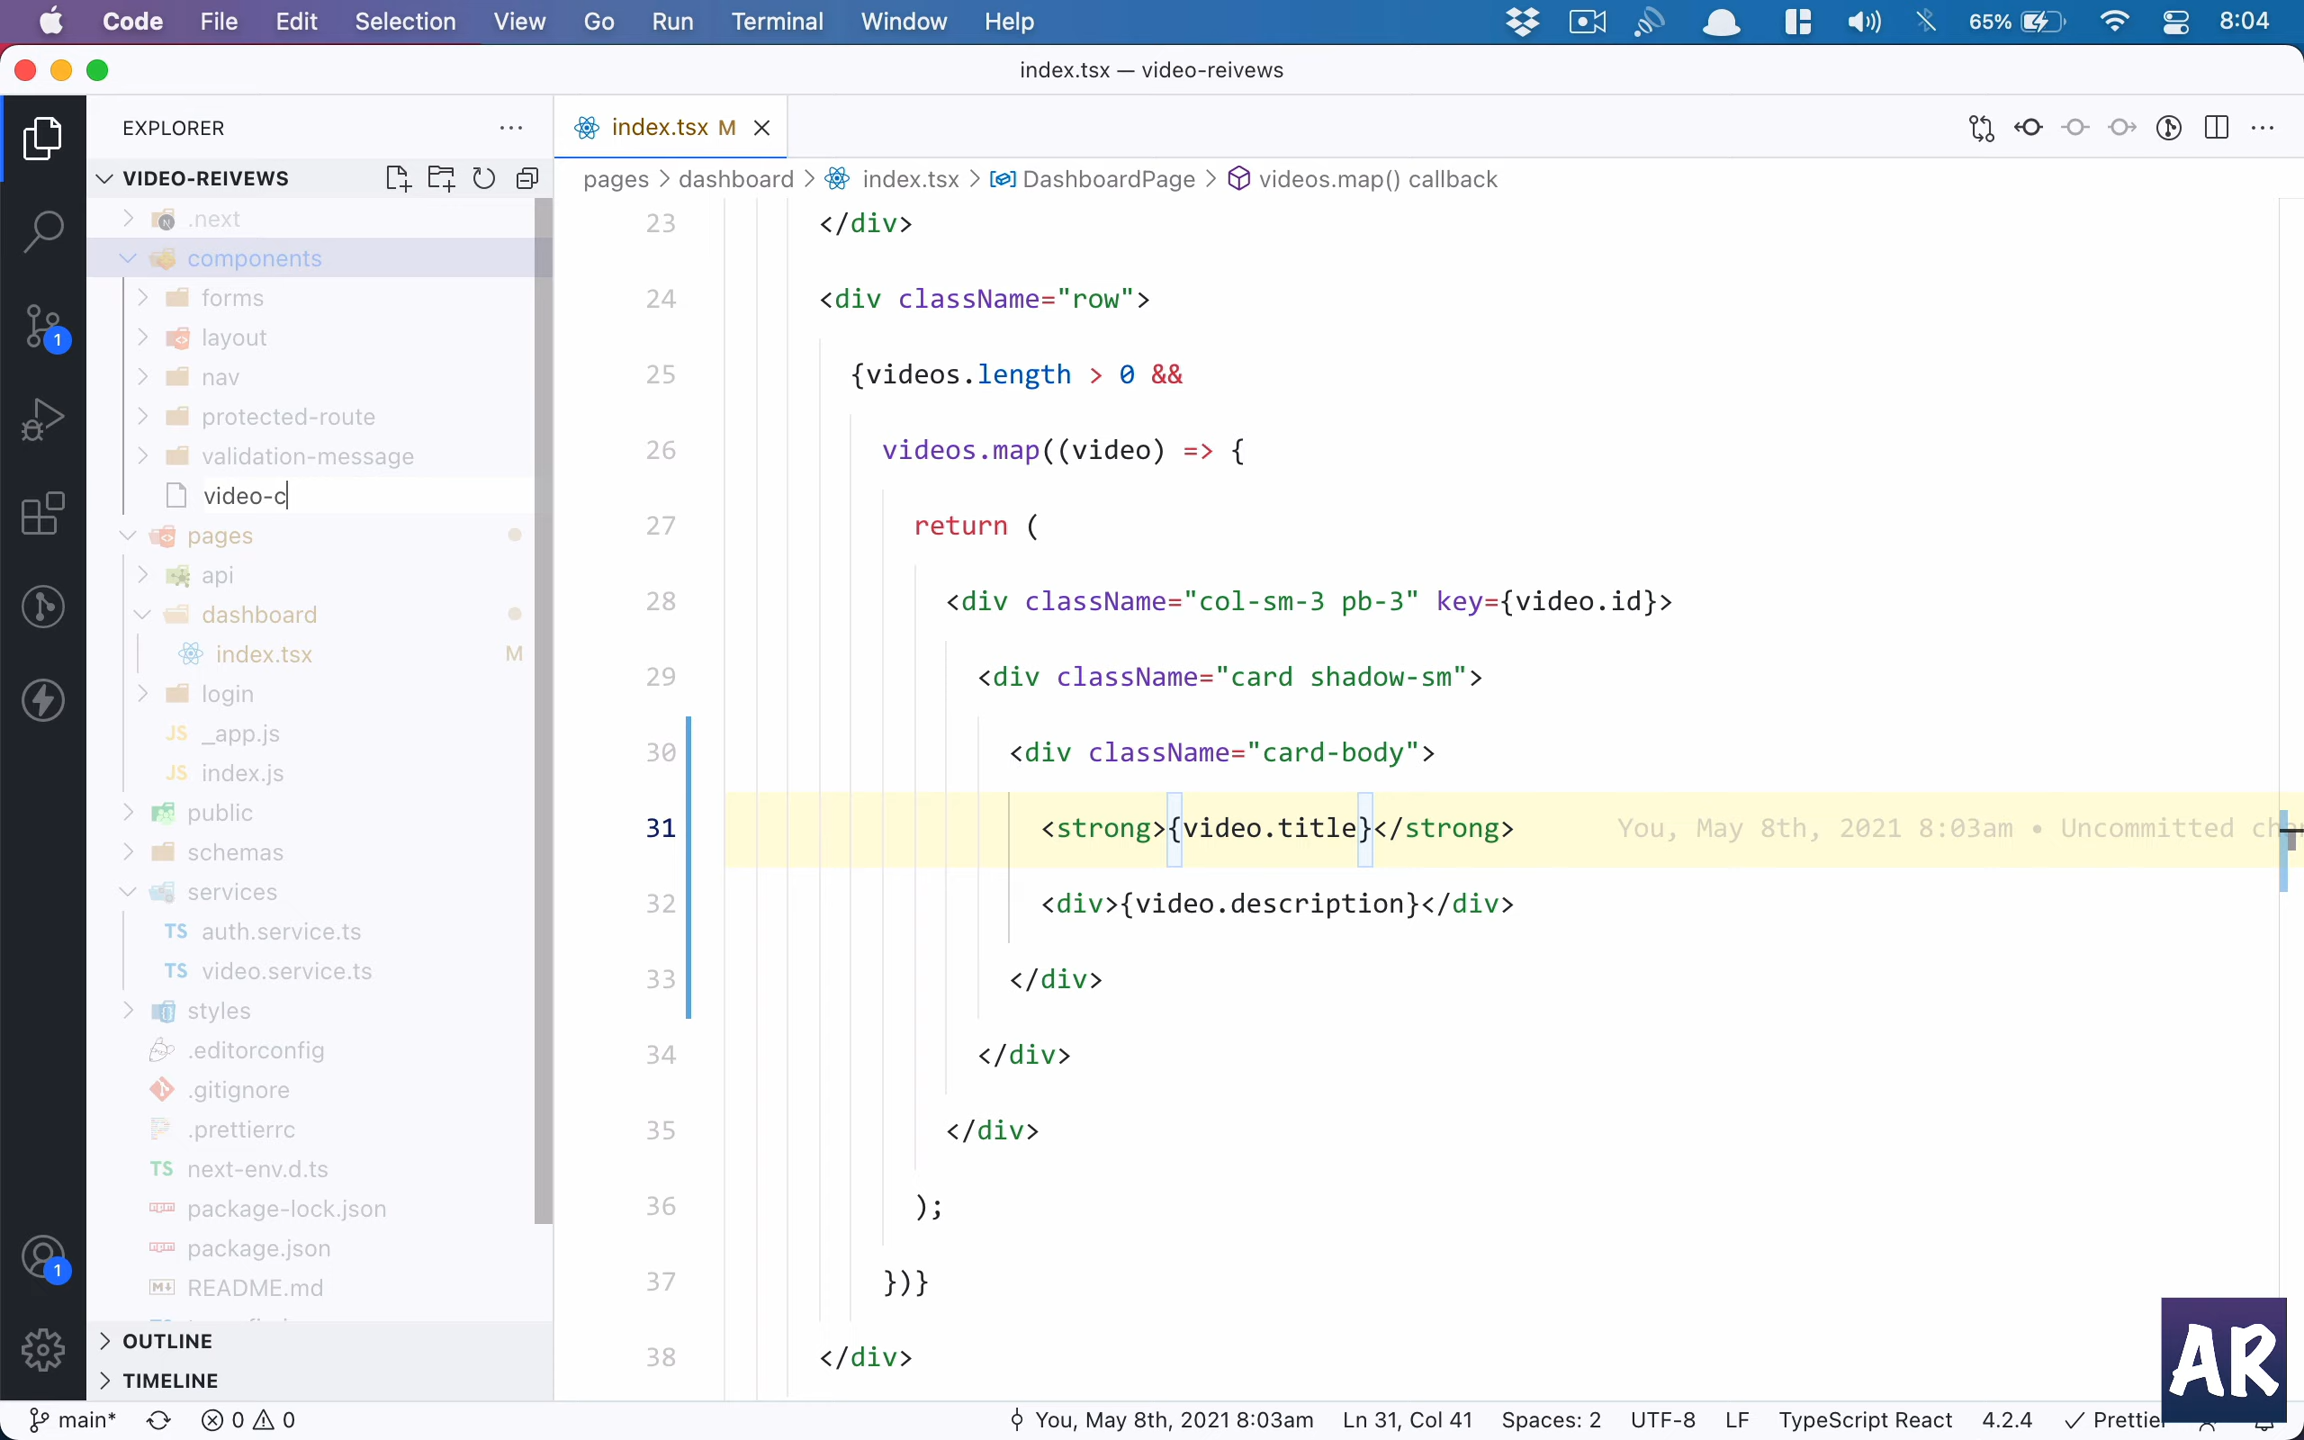 Code File Edit Selection View Go Run Terminal Window Help 65% 8:04
index.tsx — video-reivews
EXPLORER
VIDEO-REIVEWS
.next
components
forms
layout
nav
protected-route
validation-message
video-c
pages
api
dashboard
index.tsx M
login
JS _app.js
JS index.js
public
schemas
services
TS auth.service.ts
TS video.service.ts
styles
.editorconfig
.gitignore
.prettierrc
TS next-env.d.ts
package-lock.json
package.json
README.md
OUTLINE
TIMELINE
1
1
index.tsx M
pages > dashboard > index.tsx > DashboardPage > videos.map() callback
23 </div>
24 <div className="row">
25 {videos.length > 0 &&
26 videos.map((video) => {
27 return (
28 <div className="col-sm-3 pb-3" key={video.id}>
29 <div className="card shadow-sm">
30 <div className="card-body">
31 <strong>{video.title}</strong> You, May 8th, 2021 8:03am • Uncommitted
32 <div>{video.description}</div>
33 </div>
34 </div>
35 </div>
36 );
37 })}
38 </div>
AR
main* 0 0 You, May 8th, 2021 8:03am Ln 31, Col 41 Spaces: 2 UTF-8 LF TypeScript React 4.2.4 Prettier